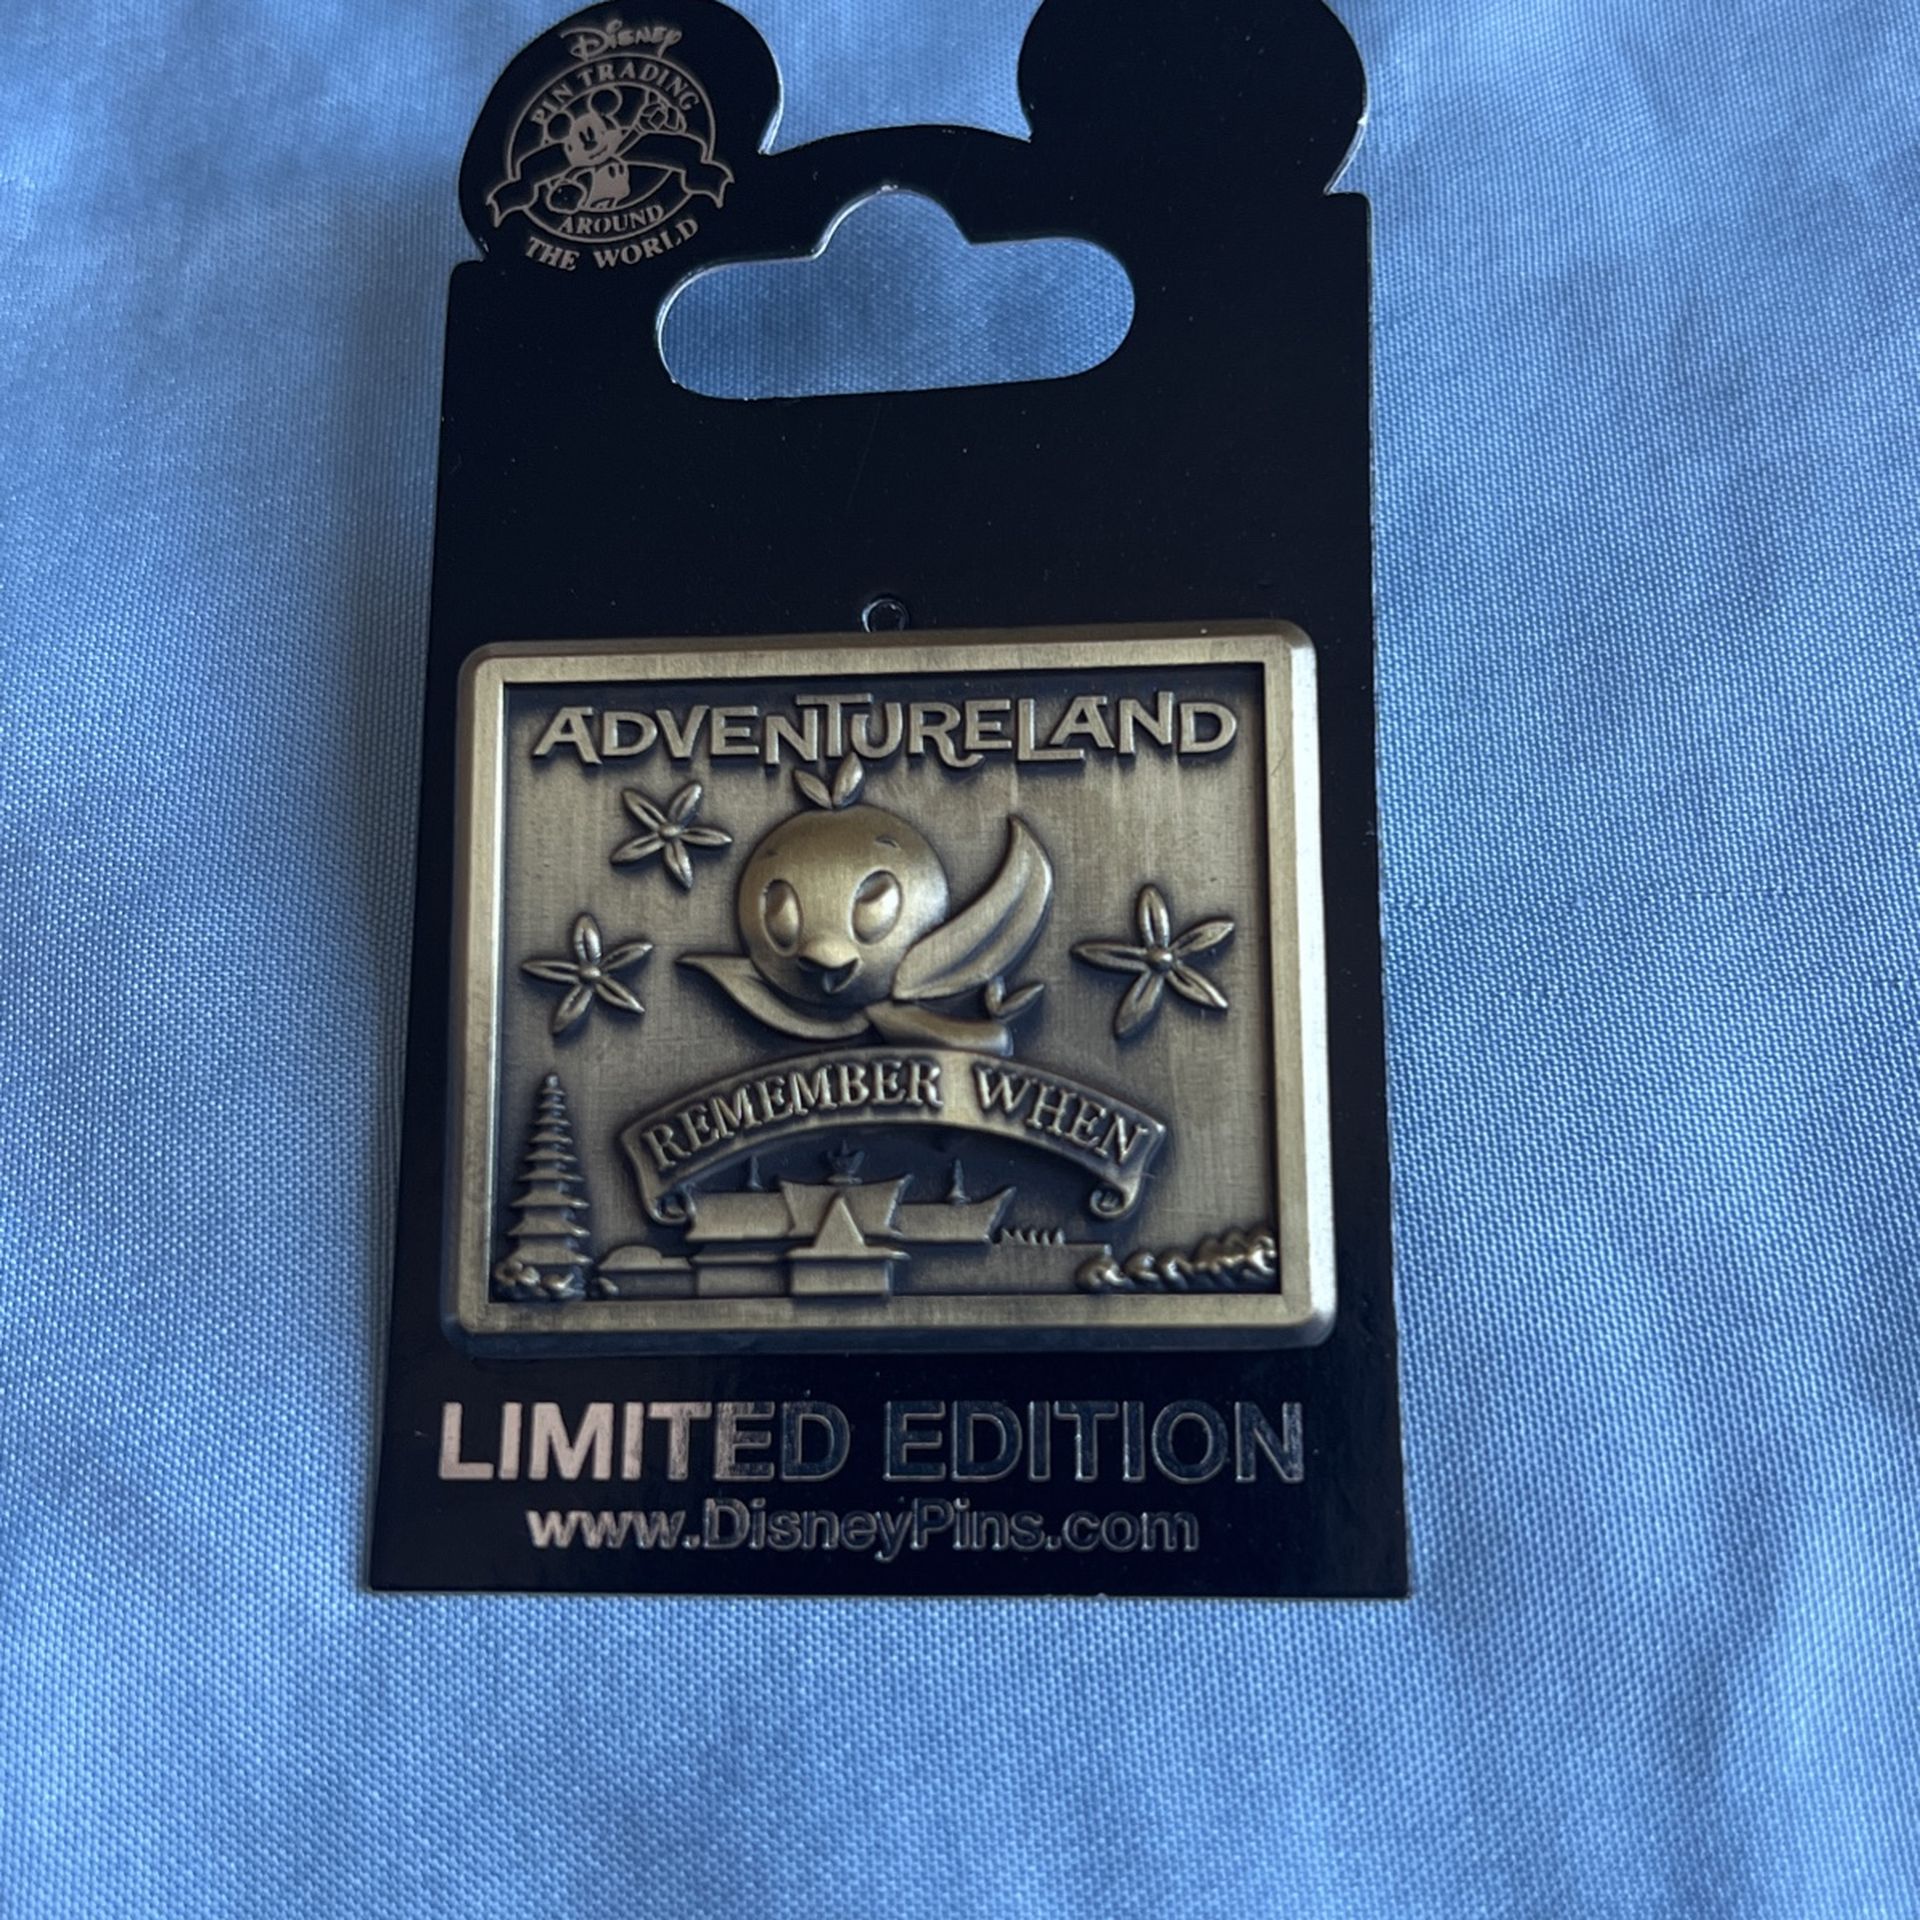 Disney
PIN TRADING
AROUND
THE WORLD
ADVENTURELAND
REMEMBER WHEN
LIMITED EDITION
www.DisneyPins.com